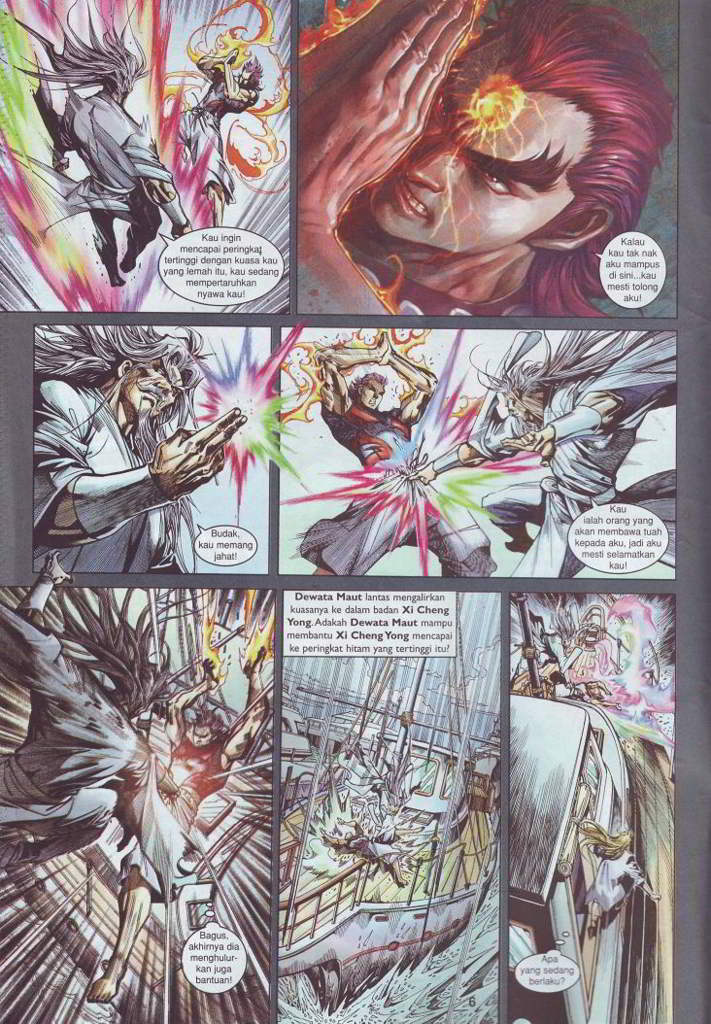 Kau ingin
mencapai peringkat
tertinggi dengan kuasa kau
yang lemah itu, kau sedang
mempertaruhkan
nyawa kau!
Kalau
kau tak nak
aku mampus
di sini...kau
mesti tolong
aku!
Budak,
kau memang
jahat!
Kau
ialah orang yang
akan membawa tuah
kepada aku, jadi aku
mesti selamatkan
kau!
Bagus,
akhirnya dia
menghulur-
kan juga
bantuan!
Dewata Maut lantas mengalirkan
kuasanya ke dalam badan Xi Cheng
Yong. Adakah Dewata Maut mampu
membantu Xi Cheng Yong mencapai
ke peringkat hitam yang tertinggi itu?
Apa
yang sedang
berlaku?
6